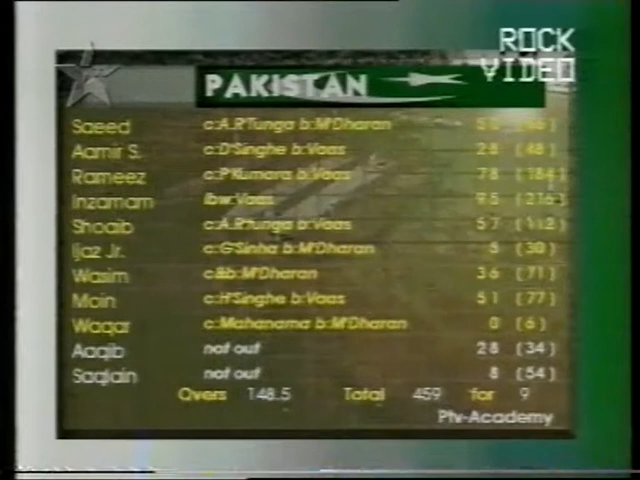 ROCK
VIDEO
PAKISTAN
Saeed c:A.R'Tunga b:M'Dharan
Aamir S. c:D'Singhe b:Vaas 28 (48)
Rameez c:P'Kumara b:Vaas 78 (184)
Inzamam lbw:Vaas 95 (216)
Shoaib c:A.R'tunga b:Vaas 57 (112)
Ijaz Jr. c:G'Sinha b:M'Dharan 5 (30)
Wasim c&b:M'Dharan 36 (71)
Moin c:H'Singhe b:Vaas 51 (77)
Waqar c:Mahanama b:M'Dharan 0 (6)
Aaqib not out 28 (34)
Saqlain not out 8 (54)
Overs 148.5 Total 459 for 9
Ptv-Academy